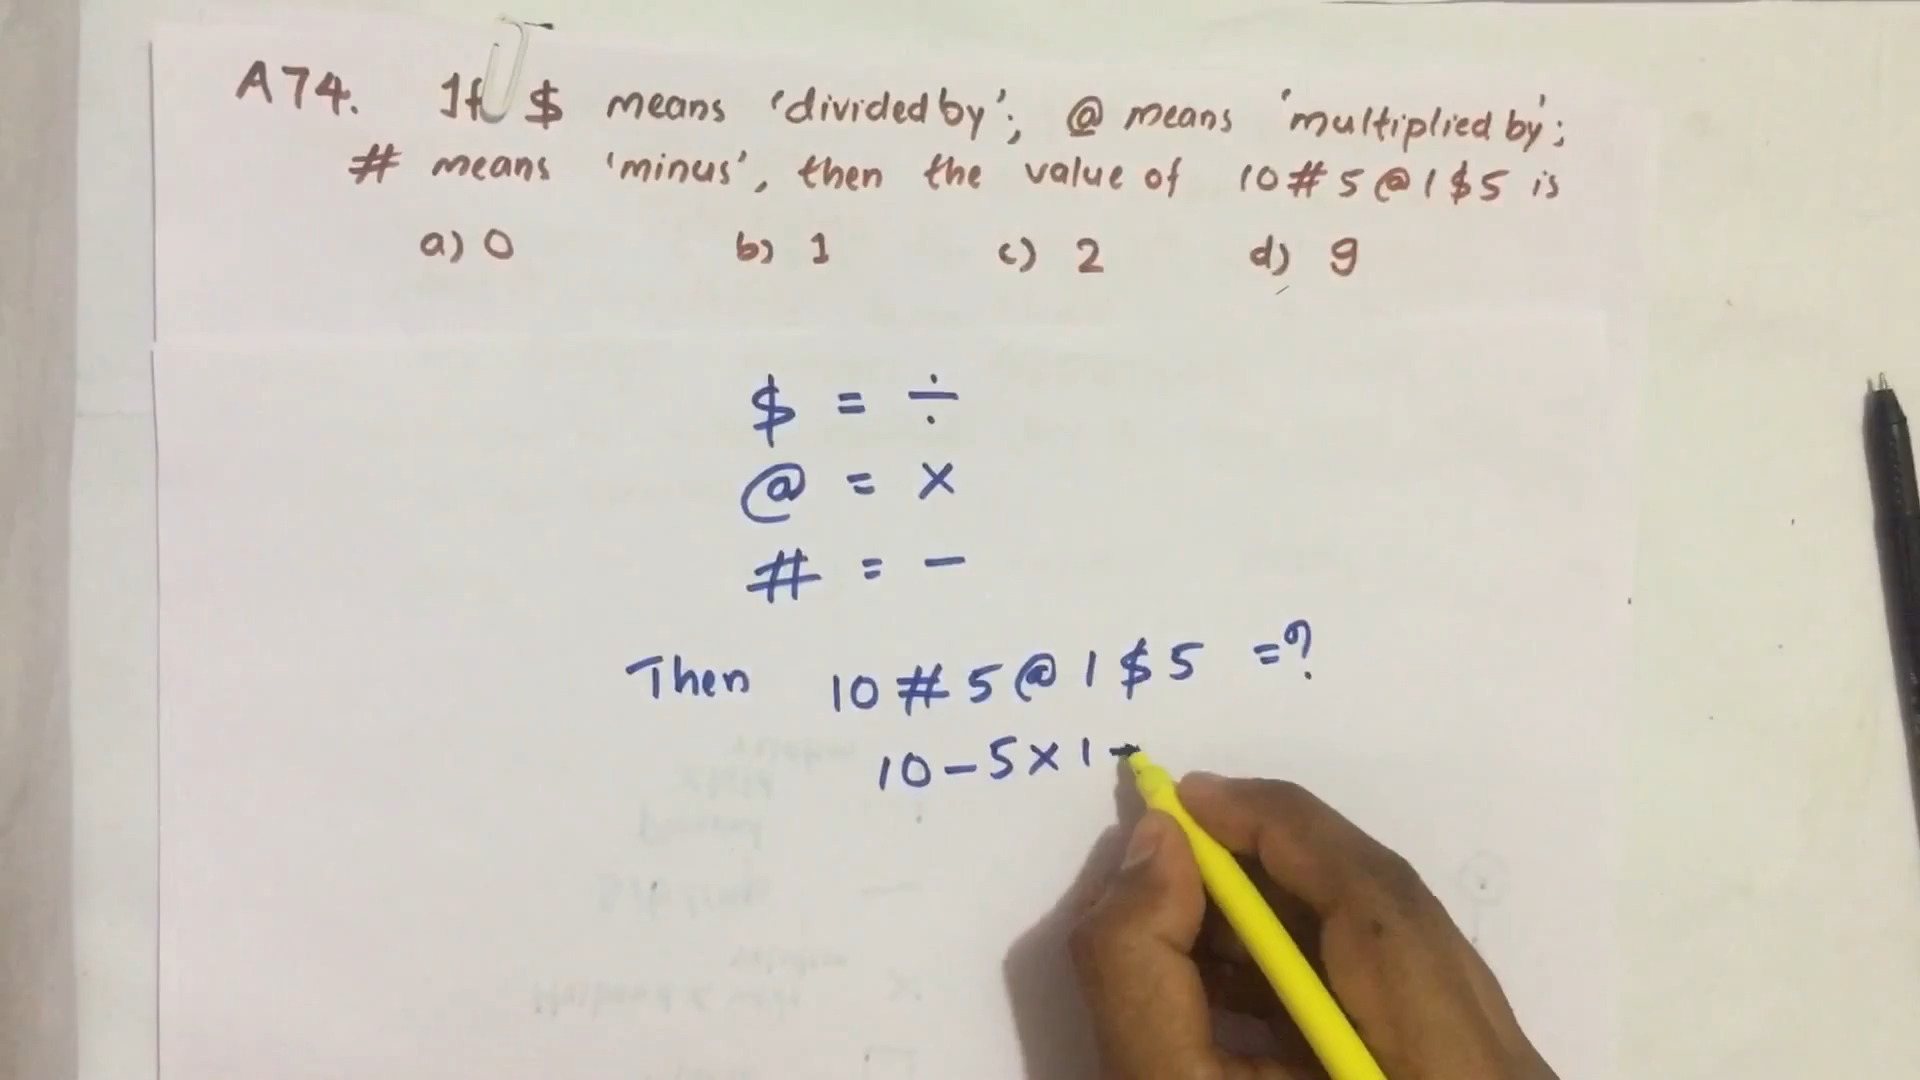 A74. If $ means 'divided by'; @ means 'multiplied by';
# means 'minus', then the value of 10#5@1$5 is
a) 0 b) 1 c) 2 d) 9
$ = ÷
@ = ×
# = -
Then 10#5@1$5 =?
10-5×1